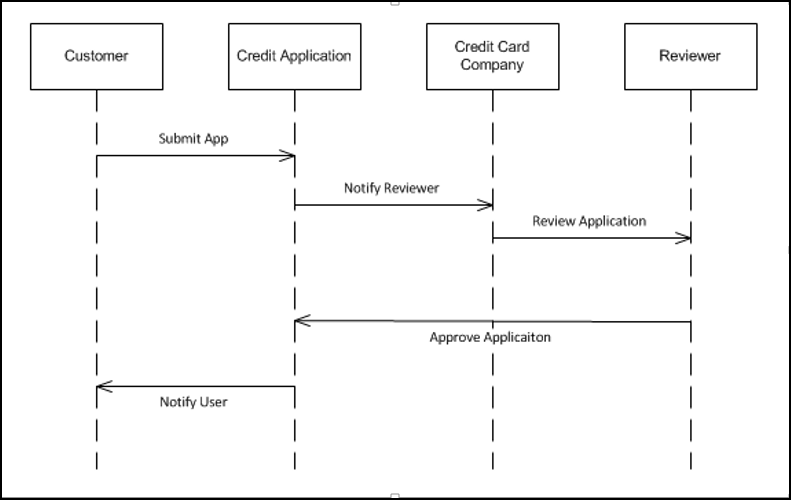 Customer
Credit Application
Credit Card
Company
Reviewer
Submit App
Notify Reviewer
Review Application
Approve Applicaiton
Notify User